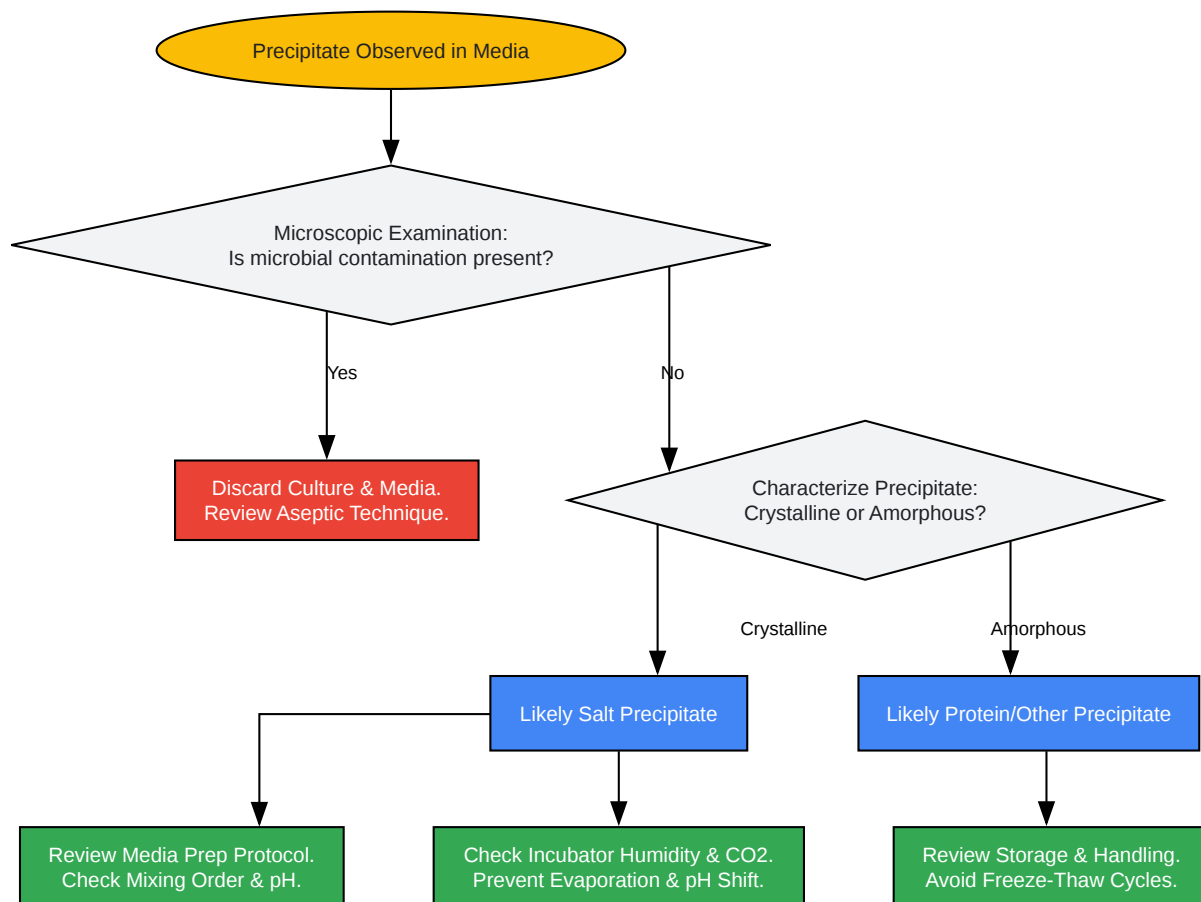 Precipitate Observed in Media
Microscopic Examination:
Is microbial contamination present?
Yes
No
Discard Culture & Media.
Review Aseptic Technique.
Characterize Precipitate:
Crystalline or Amorphous?
Crystalline
Amorphous
Likely Salt Precipitate
Likely Protein/Other Precipitate
Review Media Prep Protocol.
Check Mixing Order & pH.
Check Incubator Humidity & CO2.
Prevent Evaporation & pH Shift.
Review Storage & Handling.
Avoid Freeze-Thaw Cycles.